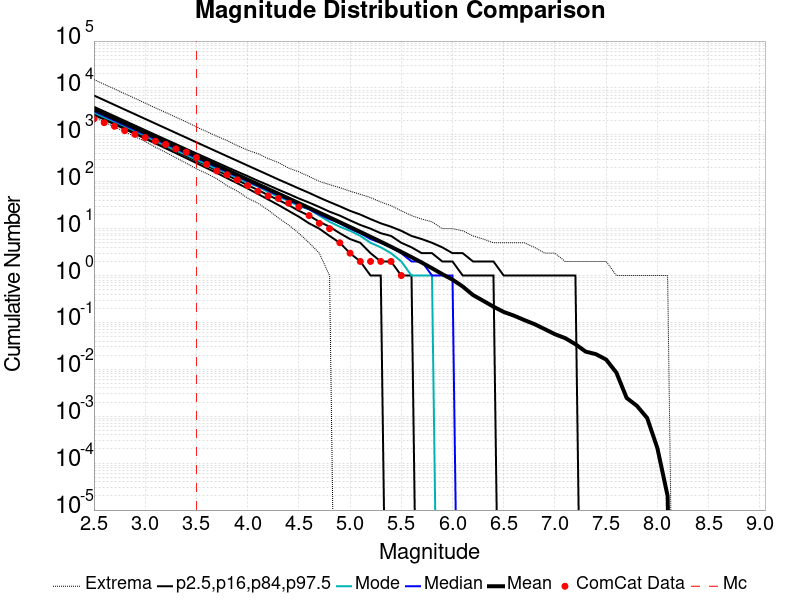 Magnitude Distribution Comparison
Cumulative Number
10^5
10^4
10^3
10^2
10^1
10^0
10^-1
10^-2
10^-3
10^-4
10^-5
2.5 3.0 3.5 4.0 4.5 5.0 5.5 6.0 6.5 7.0 7.5 8.0 8.5 9.0
Magnitude
Extrema p2.5,p16,p84,p97.5 Mode Median Mean ComCat Data Mc